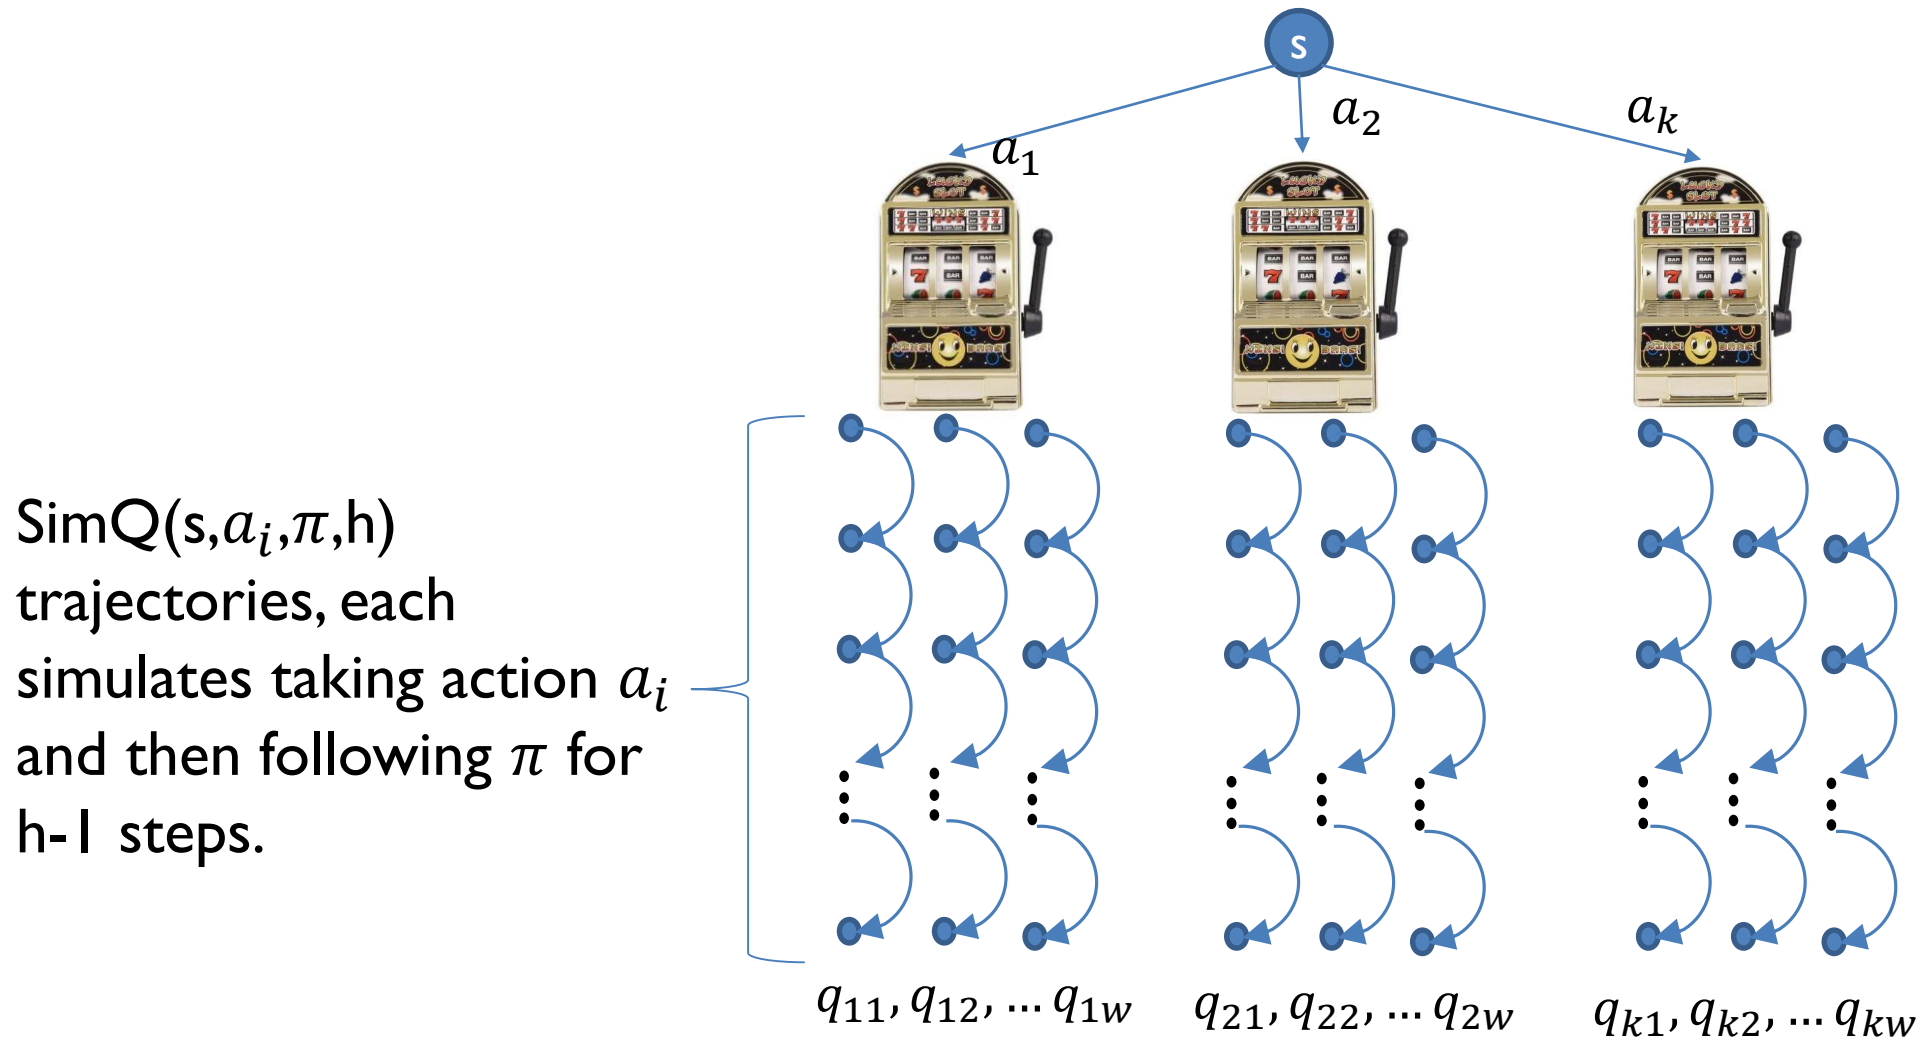 s
a₁
a₂
aₖ
SimQ(s,aᵢ,π,h)
trajectories, each
simulates taking action aᵢ
and then following π for
h-1 steps.
q₁₁, q₁₂, … q₁w
q₂₁, q₂₂, … q₂w
qₖ₁, qₖ₂, … qₖw